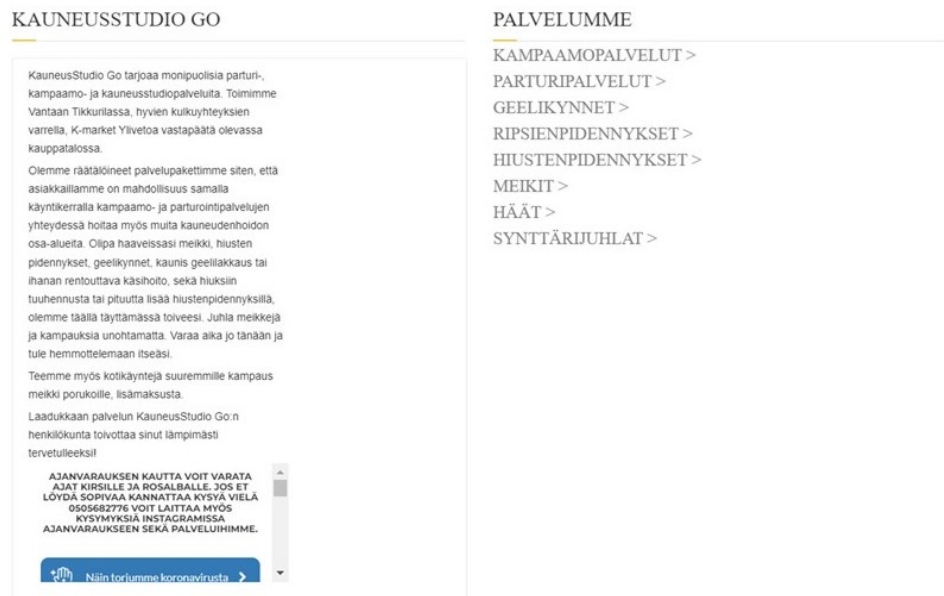 KAUNEUSSTUDIO GO
KauneusStudio Go tarjoaa monipuolisia parturi-,
kampaamo- ja kauneusstudiopalveluita. Toimimme
Vantaan Tikkurilassa, hyvien kulkuyhteyksien
varrella, K-market Ylivetoa vastapäätä olevassa
kauppatalossa.
Olemme räätälöineet palvelupakettimme siten, että
asiakkaillamme on mahdollisuus samalla
käyntikerralla kampaamo- ja parturointipalvelujen
yhteydessä hoitaa myös muita kauneudenhoidon
osa-alueita. Olipa haaveissasi meikki, hiusten
pidennykset, geelikynnet, kaunis geelilakkaus tai
ihanan rentouttava käsihoito, sekä hiuksiin
tuuhennusta tai pituutta lisää hiustenpidennyksillä,
olemme täällä täyttämässä toiveesi. Juhla meikkejä
ja kampauksia unohtamatta. Varaa aika jo tänään ja
tule hemmottelemaan itseäsi.
Teemme myös kotikäyntejä suuremmille kampaus
meikki porukoille, lisämaksusta.
Laadukkaan palvelun KauneusStudio Go:n
henkilökunta toivottaa sinut lämpimästi
tervetulleeksi!
AJANVARAUKSEN KAUTTA VOIT VARATA
AJAT KIRSILLE JA ROSALBALLE. JOS ET
LÖYDÄ SOPIVAA KANNATTAA KYSYÄ VIELÄ
0505682776 VOIT LAITTAA MYÖS
KYSYMYKSIÄ INSTAGRAMISSA
AJANVARAUKSEEN SEKÄ PALVELUIHIMME.
Näin torjumme koronavirusta
PALVELUMME
KAMPAAMOPALVELUT >
PARTURIPALVELUT >
GEELIKYNNET >
RIPSIENPIDENNYKSET >
HIUSTENPIDENNYKSET >
MEIKIT >
HÄÄT >
SYNTTÄRIJUHLAT >